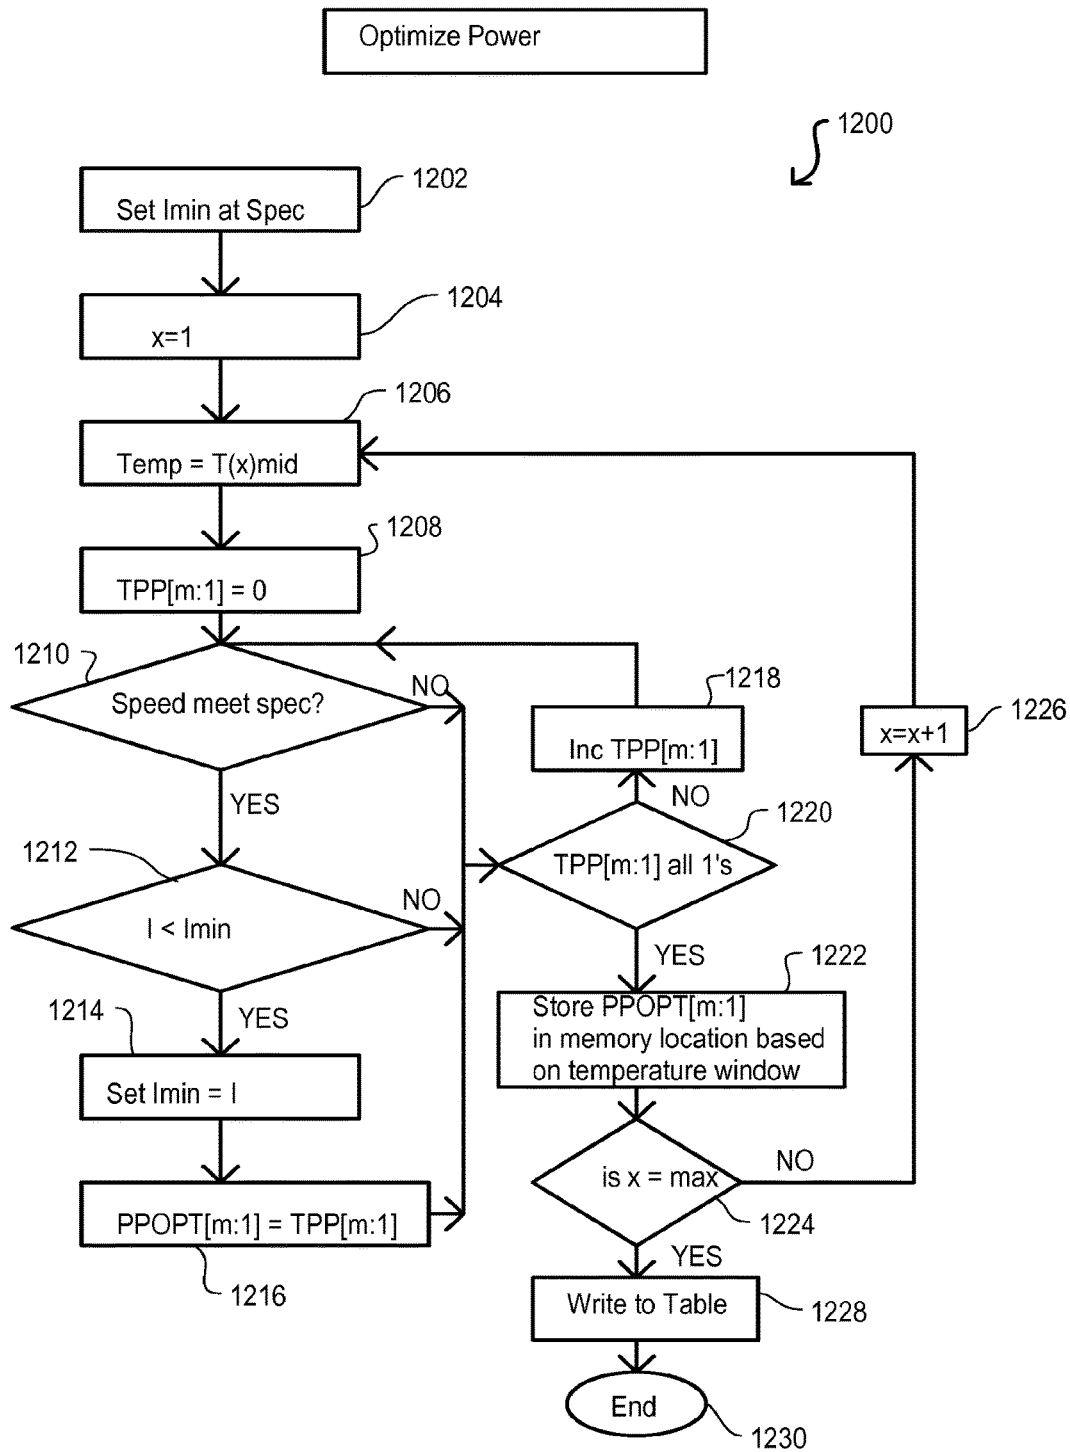 Optimize Power
1200
1202
Set Imin at Spec
1204
x=1
1206
Temp = T(x)mid
1208
TPP[m:1] = 0
1210
Speed meet spec?
NO
YES
1212
I < Imin
NO
YES
1214
Set Imin = I
PPOPT[m:1] = TPP[m:1]
1216
1218
Inc TPP[m:1]
NO
1220
TPP[m:1] all 1's
YES
1222
Store PPOPT[m:1]
in memory location based
on temperature window
is x = max
NO
1224
YES
1226
x=x+1
Write to Table
1228
End
1230